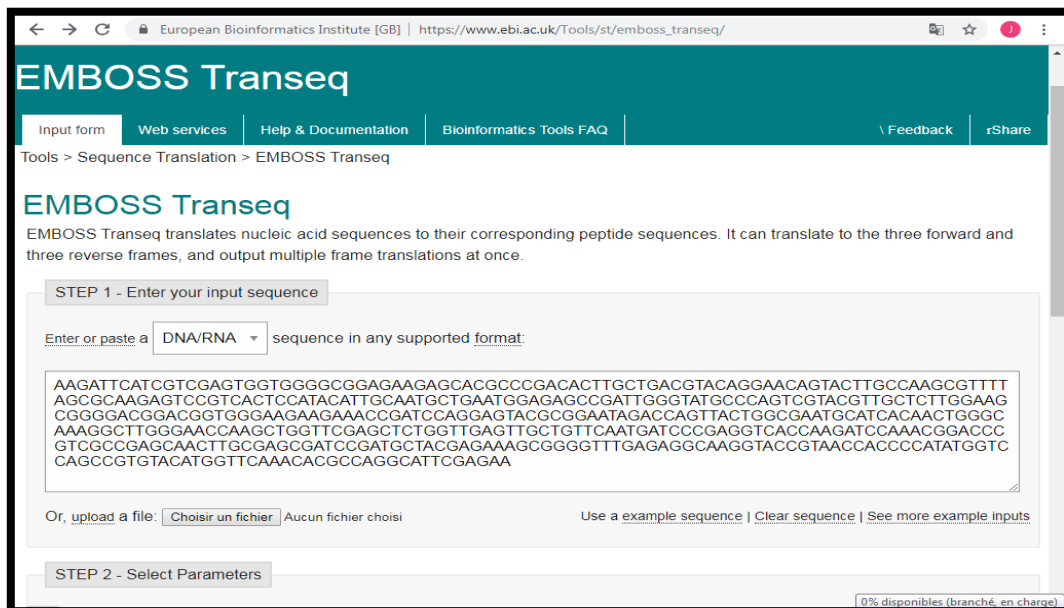 European Bioinformatics Institute [GB] | https://www.ebi.ac.uk/Tools/st/emboss_transeq/
J
EMBOSS Transeq
Input form Web services Help & Documentation Bioinformatics Tools FAQ \ Feedback rShare
Tools > Sequence Translation > EMBOSS Transeq
EMBOSS Transeq
EMBOSS Transeq translates nucleic acid sequences to their corresponding peptide sequences. It can translate to the three forward and
three reverse frames, and output multiple frame translations at once.
STEP 1 - Enter your input sequence
Enter or paste a DNA/RNA sequence in any supported format:
AAGATTCATCGTCGAGTGGTGGGGCGGAGAAGAGCACGCCCGACACTTGCTGACGTACAGGAACAGTACTTGCCAAGCGTTTT
AGCGCAAGAGTCCGTCACTCCATACATTGCAATGCTGAATGGAGAGCCGATTGGGTATGCCCAGTCGTACGTTGCTCTTGGAAG
CGGGGACGGACGGTGGGAAGAAGAAACCGATCCAGGAGTACGCGGAATAGACCAGTTACTGGCGAATGCATCACAACTGGGC
AAAGGCTTGGGAACCAAGCTGGTTCGAGCTCTGGTTGAGTTGCTGTTCAATGATCCCGAGGTCACCAAGATCCAAACGGACCC
GTCGCCGAGCAACTTGCGAGCGATCCGATGCTACGAGAAAGCGGGGTTTGAGAGGCAAGGTACCGTAACCACCCCATATGGTC
CAGCCGTGTACATGGTTCAAACACGCCAGGCATTCGAGAA
Or, upload a file: Choisir un fichier Aucun fichier choisi Use a example sequence | Clear sequence | See more example inputs
STEP 2 - Select Parameters
0% disponibles (branché, en charge)